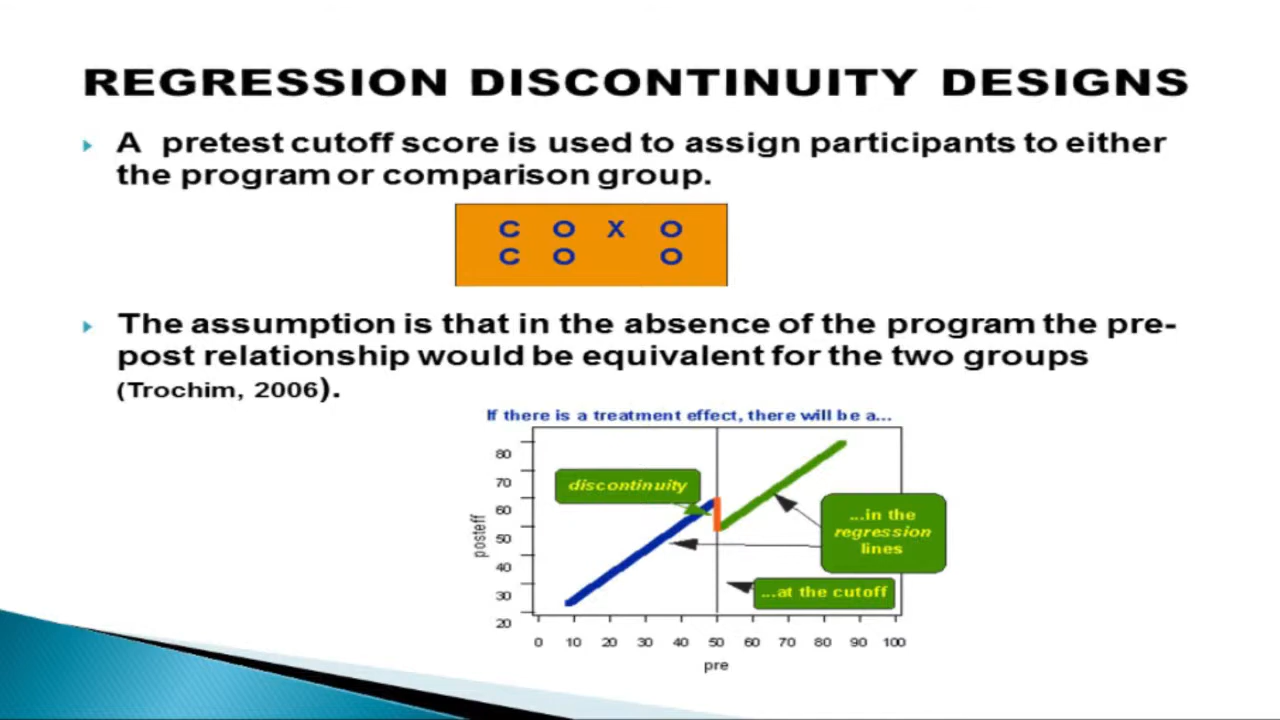 REGRESSION DISCONTINUITY DESIGNS
A pretest cutoff score is used to assign participants to either
the program or comparison group.
C O X O
C O O
The assumption is that in the absence of the program the pre-
post relationship would be equivalent for the two groups
(Trochim, 2006).
If there is a treatment effect, there will be a...
80
70
60
50
40
30
20
posteff
discontinuity
...in the
regression
lines
...at the cutoff
0 10 20 30 40 50 60 70 80 90 100
pre